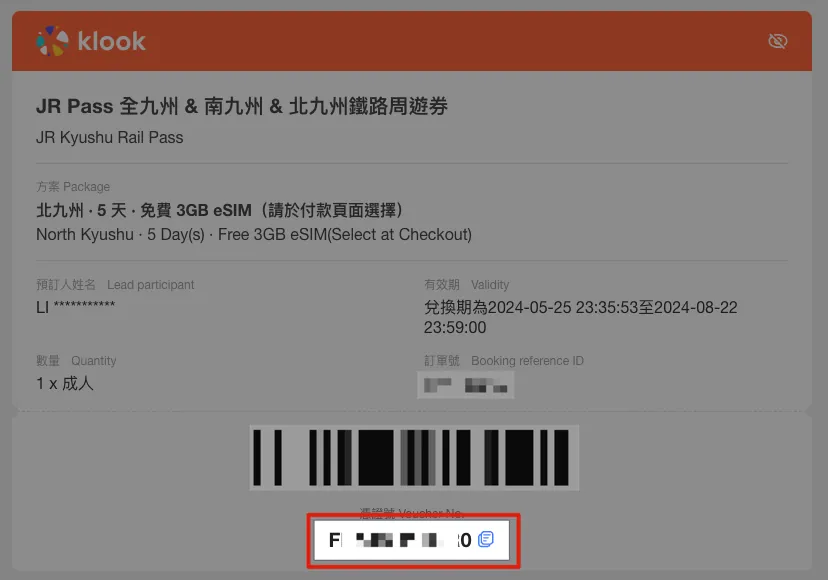 klook
JR Pass 全九州 & 南九州 & 北九州鐵路周遊券
JR Kyushu Rail Pass
方案 Package
北九州 · 5 天 · 免費 3GB eSIM（請於付款頁面選擇）
North Kyushu · 5 Day(s) · Free 3GB eSIM(Select at Checkout)
預訂人姓名 Lead participant
LI ***********
有效期 Validity
兌換期為2024-05-25 23:35:53至2024-08-22
23:59:00
數量 Quantity
1 x 成人
訂單號 Booking reference ID
憑證號 Voucher No.